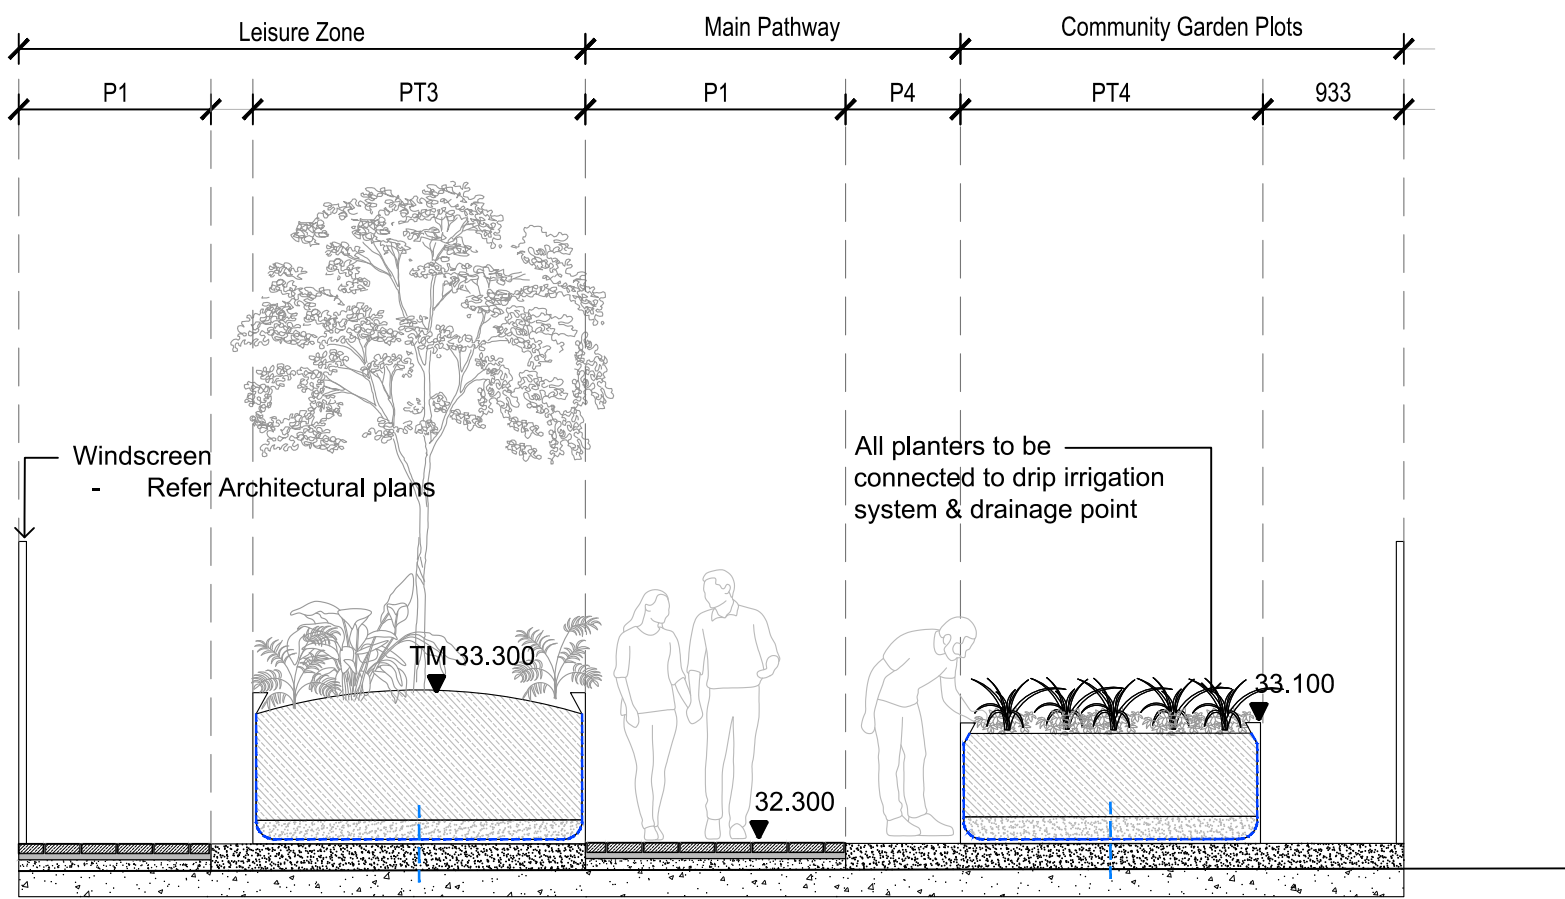 Leisure Zone
Main Pathway
Community Garden Plots
P1
PT3
P1
P4
PT4
933
Windscreen
- Refer Architectural plans
All planters to be
connected to drip irrigation
system & drainage point
TM 33.300
33.100
32.300